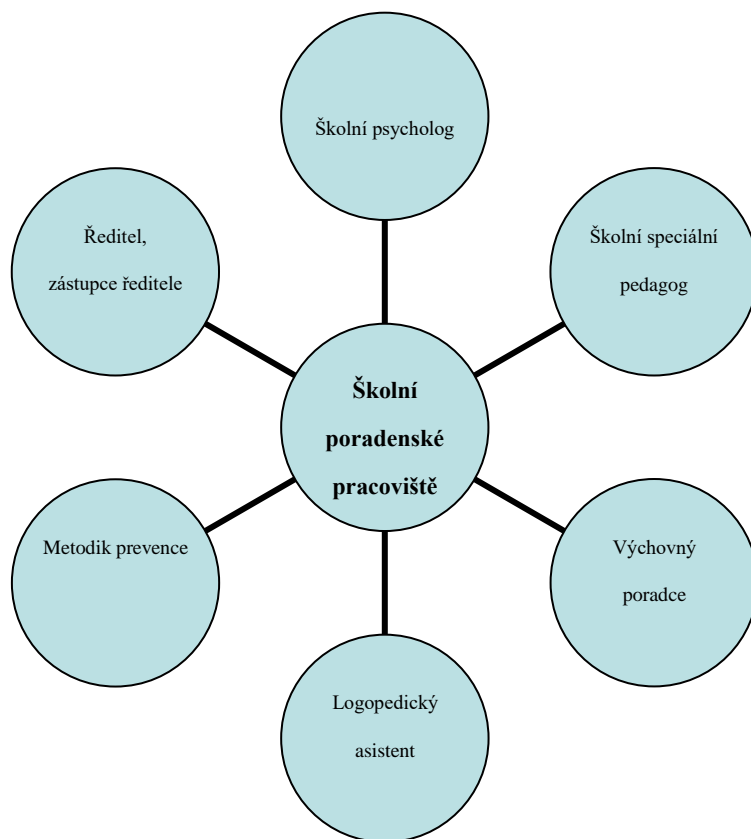 Školní psycholog
Ředitel,
zástupce ředitele
Školní speciální
pedagog
Školní
poradenské
pracoviště
Metodik prevence
Výchovný
poradce
Logopedický
asistent